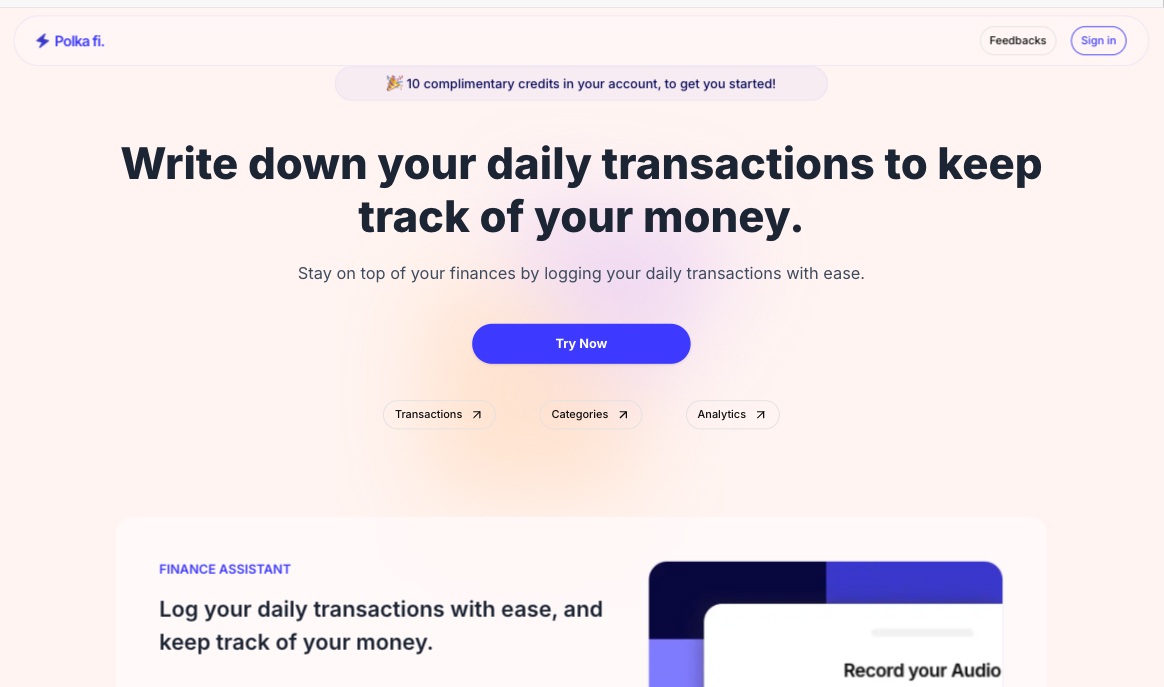 Polka fi.
Feedbacks
Sign in
🎉 10 complimentary credits in your account, to get you started!
Write down your daily transactions to keep
track of your money.
Stay on top of your finances by logging your daily transactions with ease.
Try Now
Transactions
Categories
Analytics
FINANCE ASSISTANT
Log your daily transactions with ease, and
keep track of your money.
Record your Audio